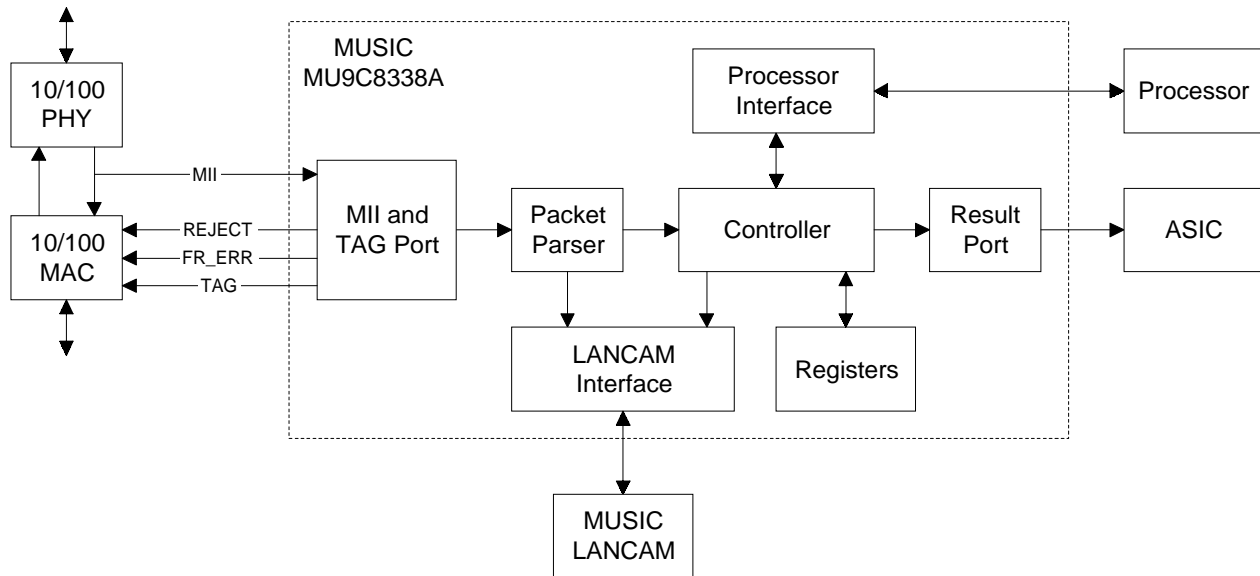 MUSIC
MU9C8338A
10/100
PHY
Processor
Interface
Processor
MII
MII and
TAG Port
Packet
Parser
Controller
Result
Port
ASIC
10/100
MAC
REJECT
FR_ERR
TAG
LANCAM
Interface
Registers
MUSIC
LANCAM